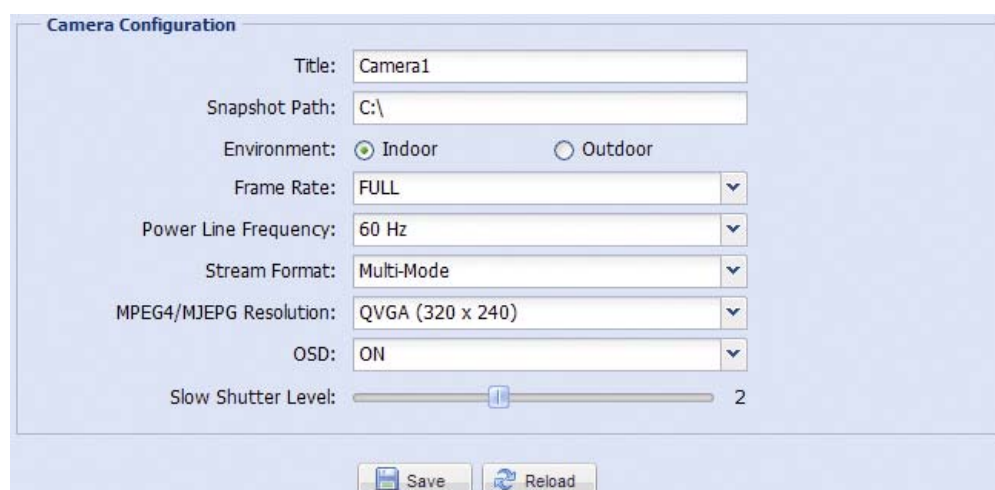 Camera Configuration
Title: Camera1
Snapshot Path: C:\
Environment: Indoor Outdoor
Frame Rate: FULL
Power Line Frequency: 60 Hz
Stream Format: Multi-Mode
MPEG4/MJEPG Resolution: QVGA (320 x 240)
OSD: ON
Slow Shutter Level: 2
Save Reload